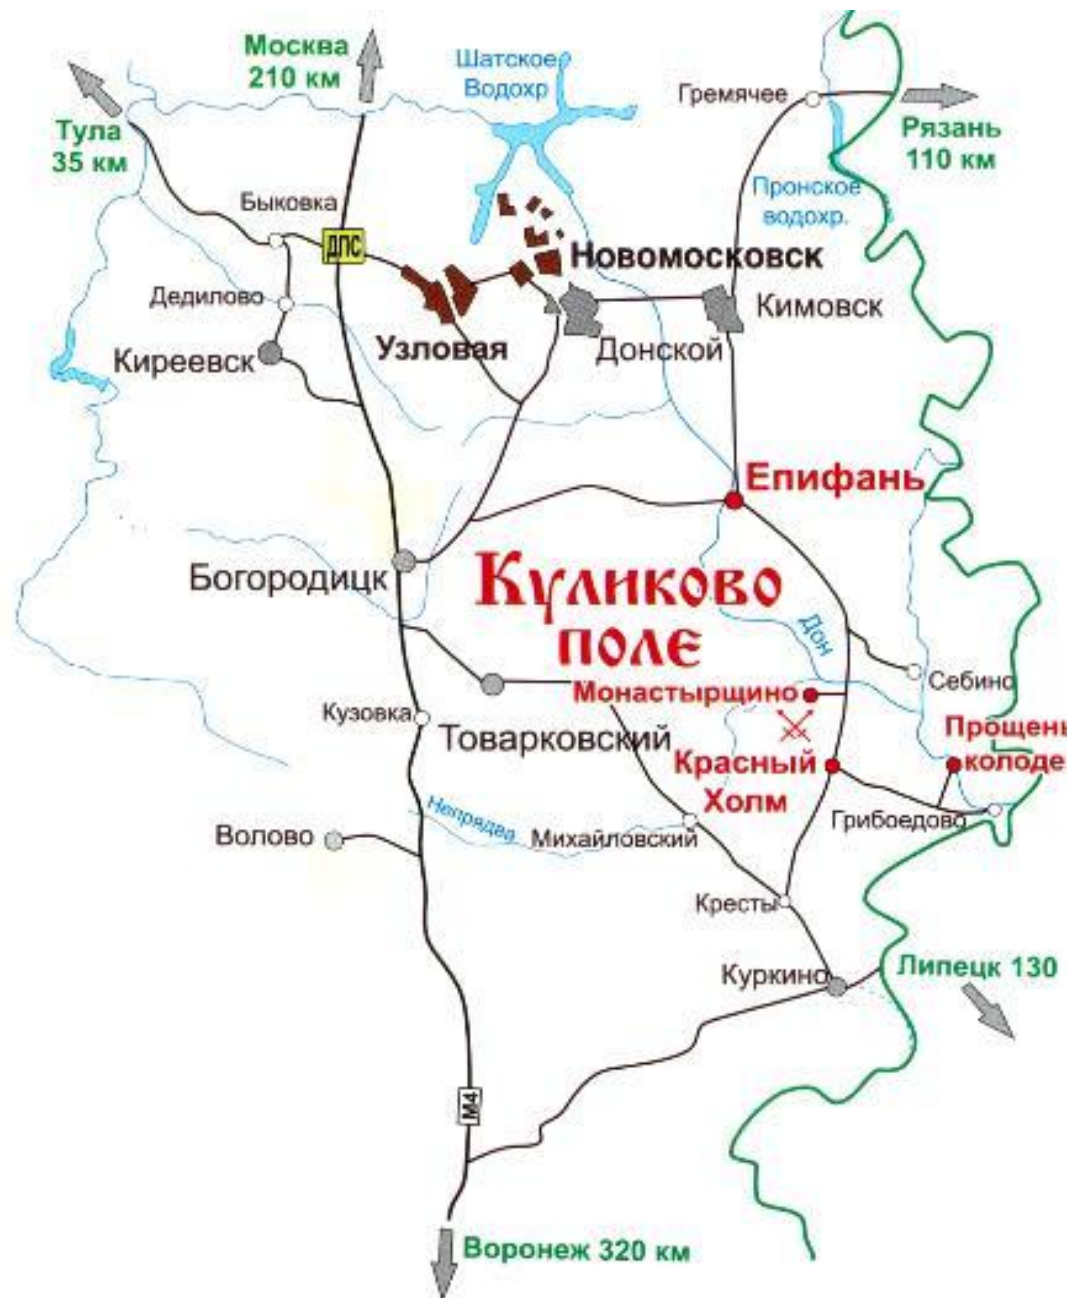 Москва
210 км
Шатское
Водохр
Гремячее
Тула
35 км
Рязань
110 км
Быковка
Пронское
водохр.
ДПС
Новомосковск
Дедилово
Кимовск
Узловая
Донской
Киреевск
Епифань
Богородицк
Куликово
поле
Дон
Себино
Монастырщино
Кузовка
Товарковский
Прощень
колоде
Красный
Холм
Непрядва
Грибоедово
Волово
Михайловский
Кресты
Куркино
Липецк 130
М4
Воронеж 320 км